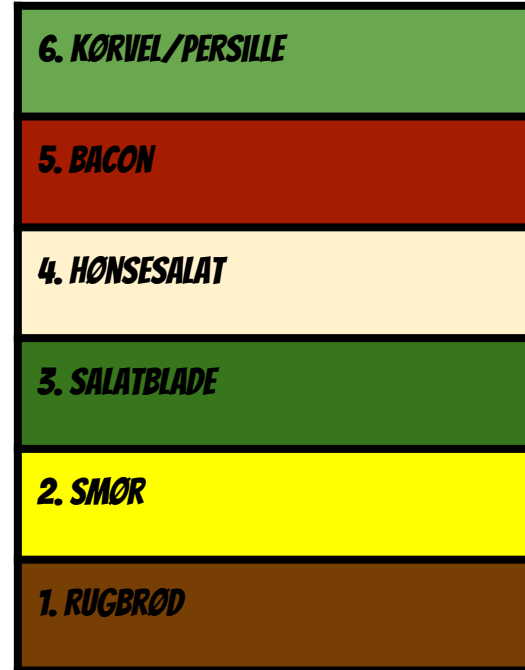 6. KØRVEL/PERSILLE
5. BACON
4. HØNSESALAT
3. SALATBLADE
2. SMØR
1. RUGBRØD